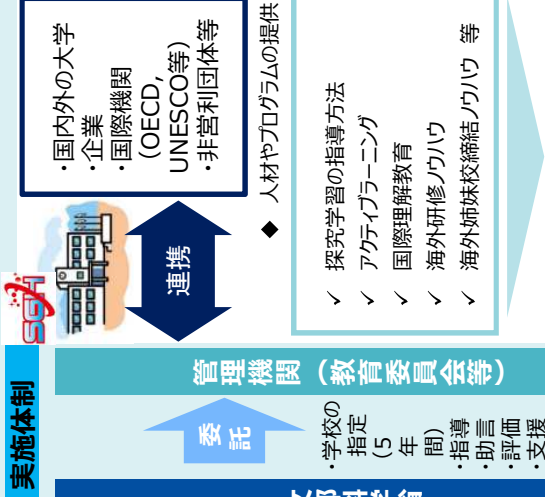 実施体制
SGH
・国内外の大学
・企業
・国際機関
(OECD,
UNESCO等)
・非営利団体等
連携
◆ 人材やプログラムの提供
✓ 探究学習の指導方法
✓ アクティブラーニング
✓ 国際理解教育
✓ 海外研修ノウハウ
✓ 海外姉妹校締結ノウハウ 等
管理機関（教育委員会等）
委託
・学校の
指定
(5
年
間)
・指導
・助言
・評価
・支援